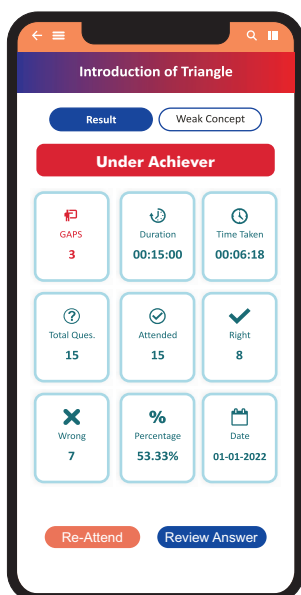 Introduction of Triangle
Result
Weak Concept
Under Achiever
GAPS
3
Duration
00:15:00
Time Taken
00:06:18
Total Ques.
15
Attended
15
Right
8
Wrong
7
%
Percentage
53.33%
Date
01-01-2022
Re-Attend
Review Answer